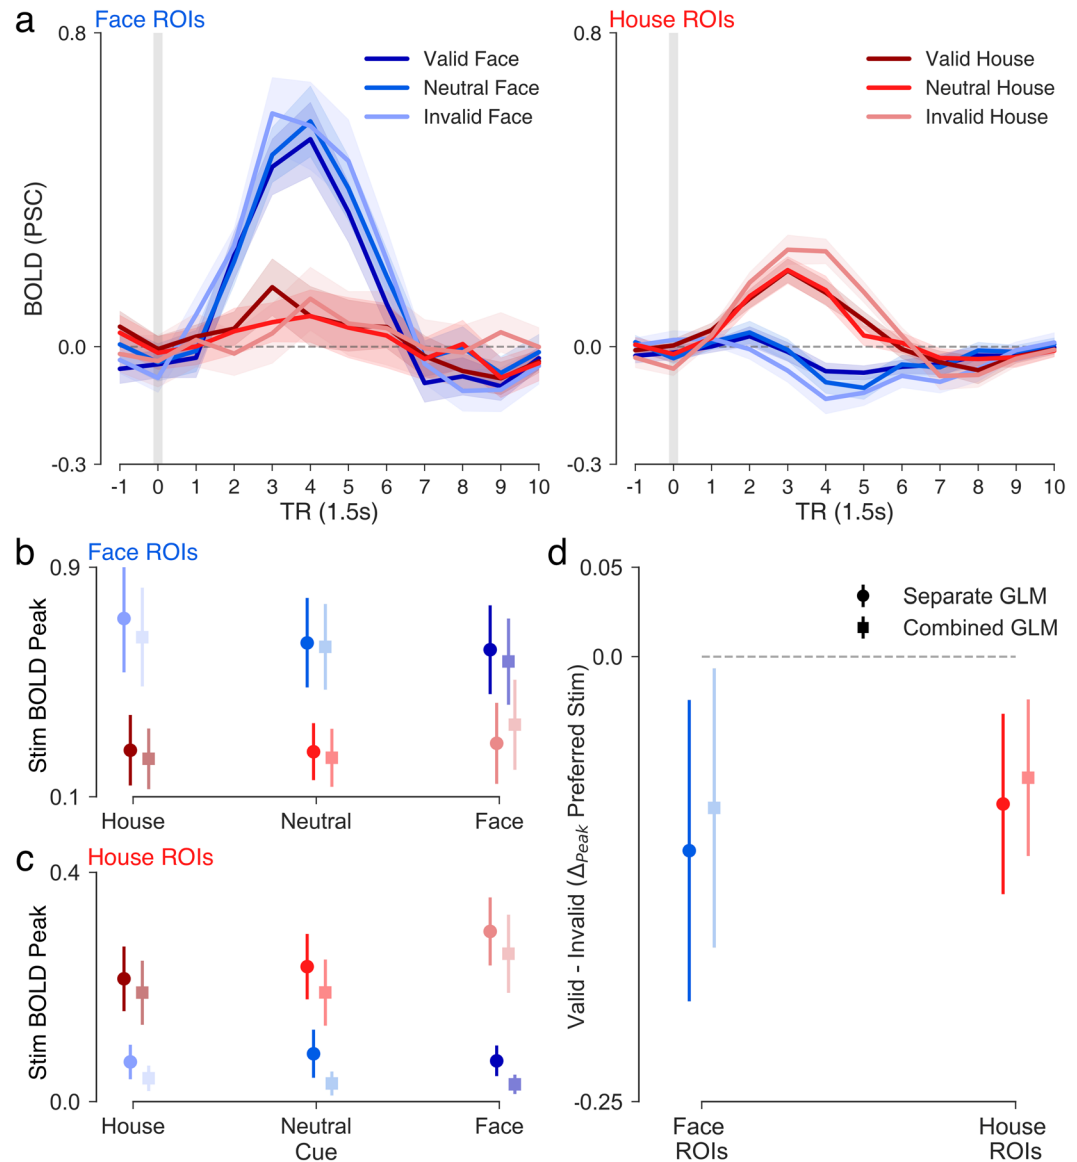 a
Face ROIs
House ROIs
0.8
0.0
-0.3
BOLD (PSC)
Valid Face
Neutral Face
Invalid Face
-1 0 1 2 3 4 5 6 7 8 9 10
TR (1.5s)
0.8
0.0
-0.3
Valid House
Neutral House
Invalid House
-1 0 1 2 3 4 5 6 7 8 9 10
TR (1.5s)
b
Face ROIs
0.9
0.1
Stim BOLD Peak
House Neutral Face
c
House ROIs
0.4
0.0
Stim BOLD Peak
House Neutral Face
Cue
d
0.05
0.0
-0.25
Valid - Invalid (Δ_Peak Preferred Stim)
Separate GLM
Combined GLM
Face ROIs
House ROIs